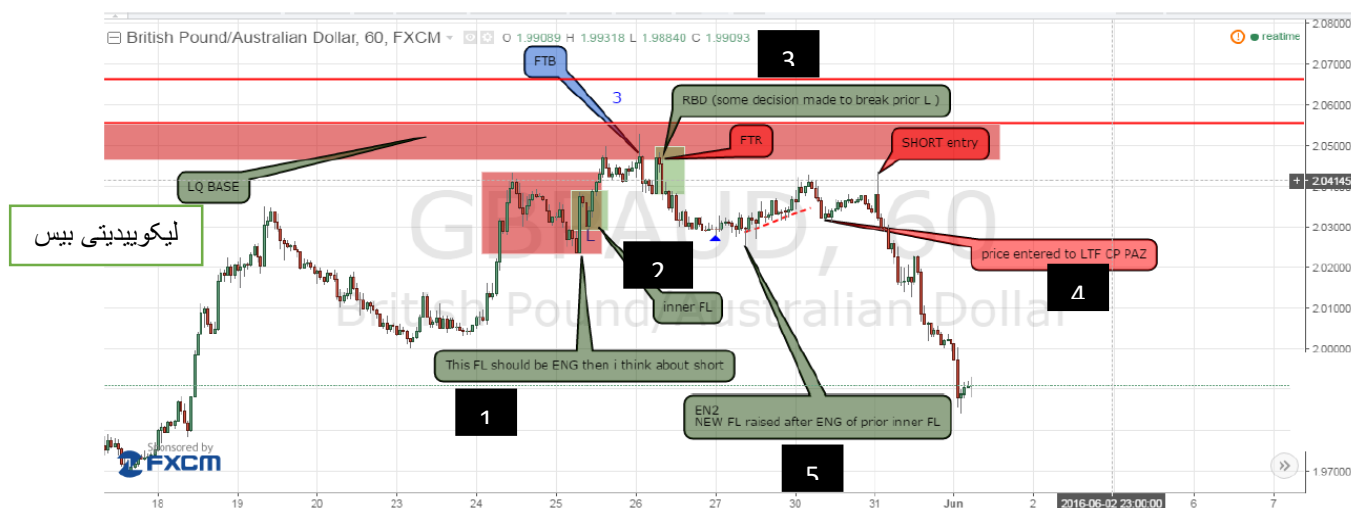 British Pound/Australian Dollar, 60, FXCM
O 1.99089 H 1.99318 L 1.98840 C 1.99093
realtime
2.08000
2.07000
2.06000
2.05000
2.04145
2.03000
2.02000
2.01000
2.00000
1.97000
FTB
3
3
RBD (some decision made to break prior L )
FTR
SHORT entry
LQ BASE
ليكوييديتى بيس
GBPAUD, 60
British Pound/Australian Dollar
L
2
inner FL
price entered to LTF CP PAZ
4
This FL should be ENG then i think about short
1
EN2
NEW FL raised after ENG of prior inner FL
5
Sponsored by
FXCM
18
19
20
23
24
25
26
27
30
31
Jun
2
2016-06-02 23:00:00
6
7